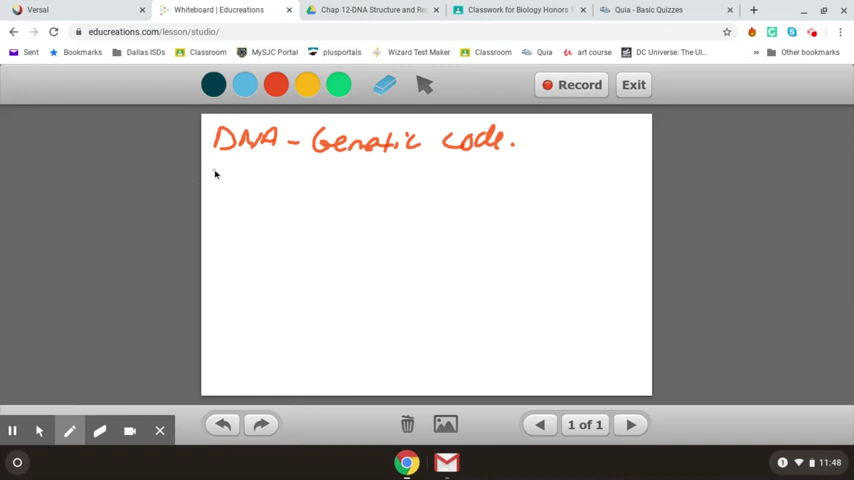 Versal
Whiteboard | Educreations
Chap 12-DNA Structure and Re
Classwork for Biology Honors
Quia - Basic Quizzes
educreations.com/lesson/studio/
Sent
Bookmarks
Dallas ISDs
Classroom
MySJC Portal
plusportals
Wizard Test Maker
Classroom
Quia
art course
DC Universe: The Ul...
»
Other bookmarks
Record
Exit
DNA - Genetic code.
1 of 1
1
11:48